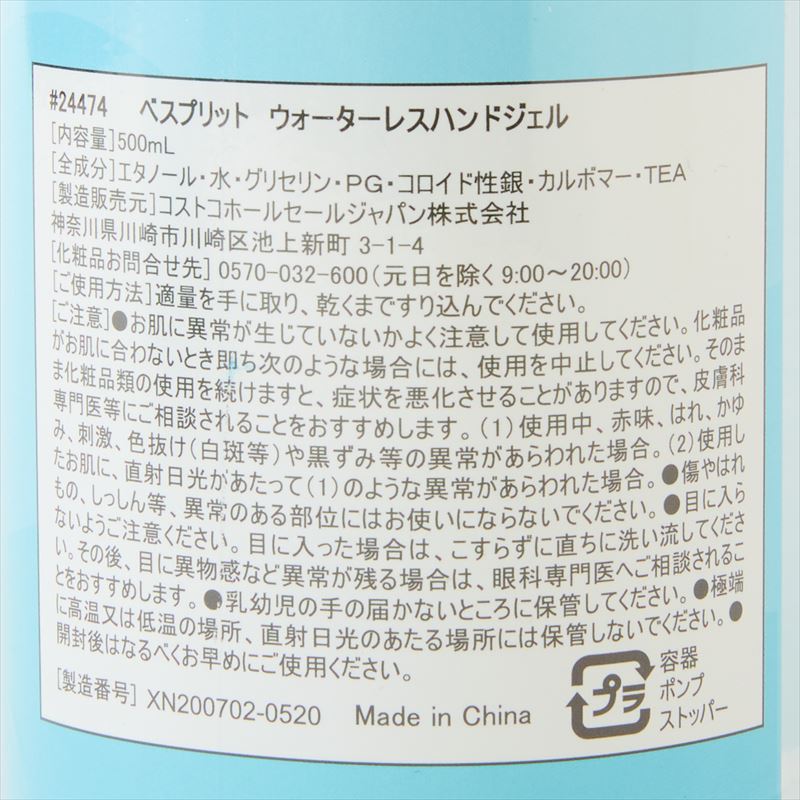 #24474 ベスプリット ウォーターレスハンドジェル
[内容量]500mL
[全成分]エタノール・水・グリセリン・PG・コロイド性銀・カルボマー・TEA
[製造販売元]コストコホールセールジャパン株式会社
神奈川県川崎市川崎区池上新町 3-1-4
[化粧品お問合せ先] 0570-032-600(元日を除く 9:00～20:00)
[ご使用方法]適量を手に取り、乾くまですり込んでください。
[ご注意]●お肌に異常が生じていないかよく注意して使用してください。化粧品
がお肌に合わないとき即ち次のような場合には、使用を中止してください。そのま
ま化粧品類の使用を続けますと、症状を悪化させることがありますので、皮膚科
専門医等にご相談されることをおすすめします。(1)使用中、赤味、はれ、かゆ
み、刺激、色抜け(白斑等)や黒ずみ等の異常があらわれた場合。(2)使用し
たお肌に、直射日光があたって(1)のような異常があらわれた場合。●傷やはれ
もの、しっしん等、異常のある部位にはお使いにならないでください。●目に入ら
ないようご注意ください。目に入った場合は、こすらずに直ちに洗い流してくださ
い。その後、目に異物感など異常が残る場合は、眼科専門医へご相談されるこ
とをおすすめします。●乳幼児の手の届かないところに保管してください。●極端
に高温又は低温の場所、直射日光のあたる場所には保管しないでください。●
開封後はなるべくお早めにご使用ください。
[製造番号] XN200702-0520 Made in China
プラ
容器
ポンプ
ストッパー